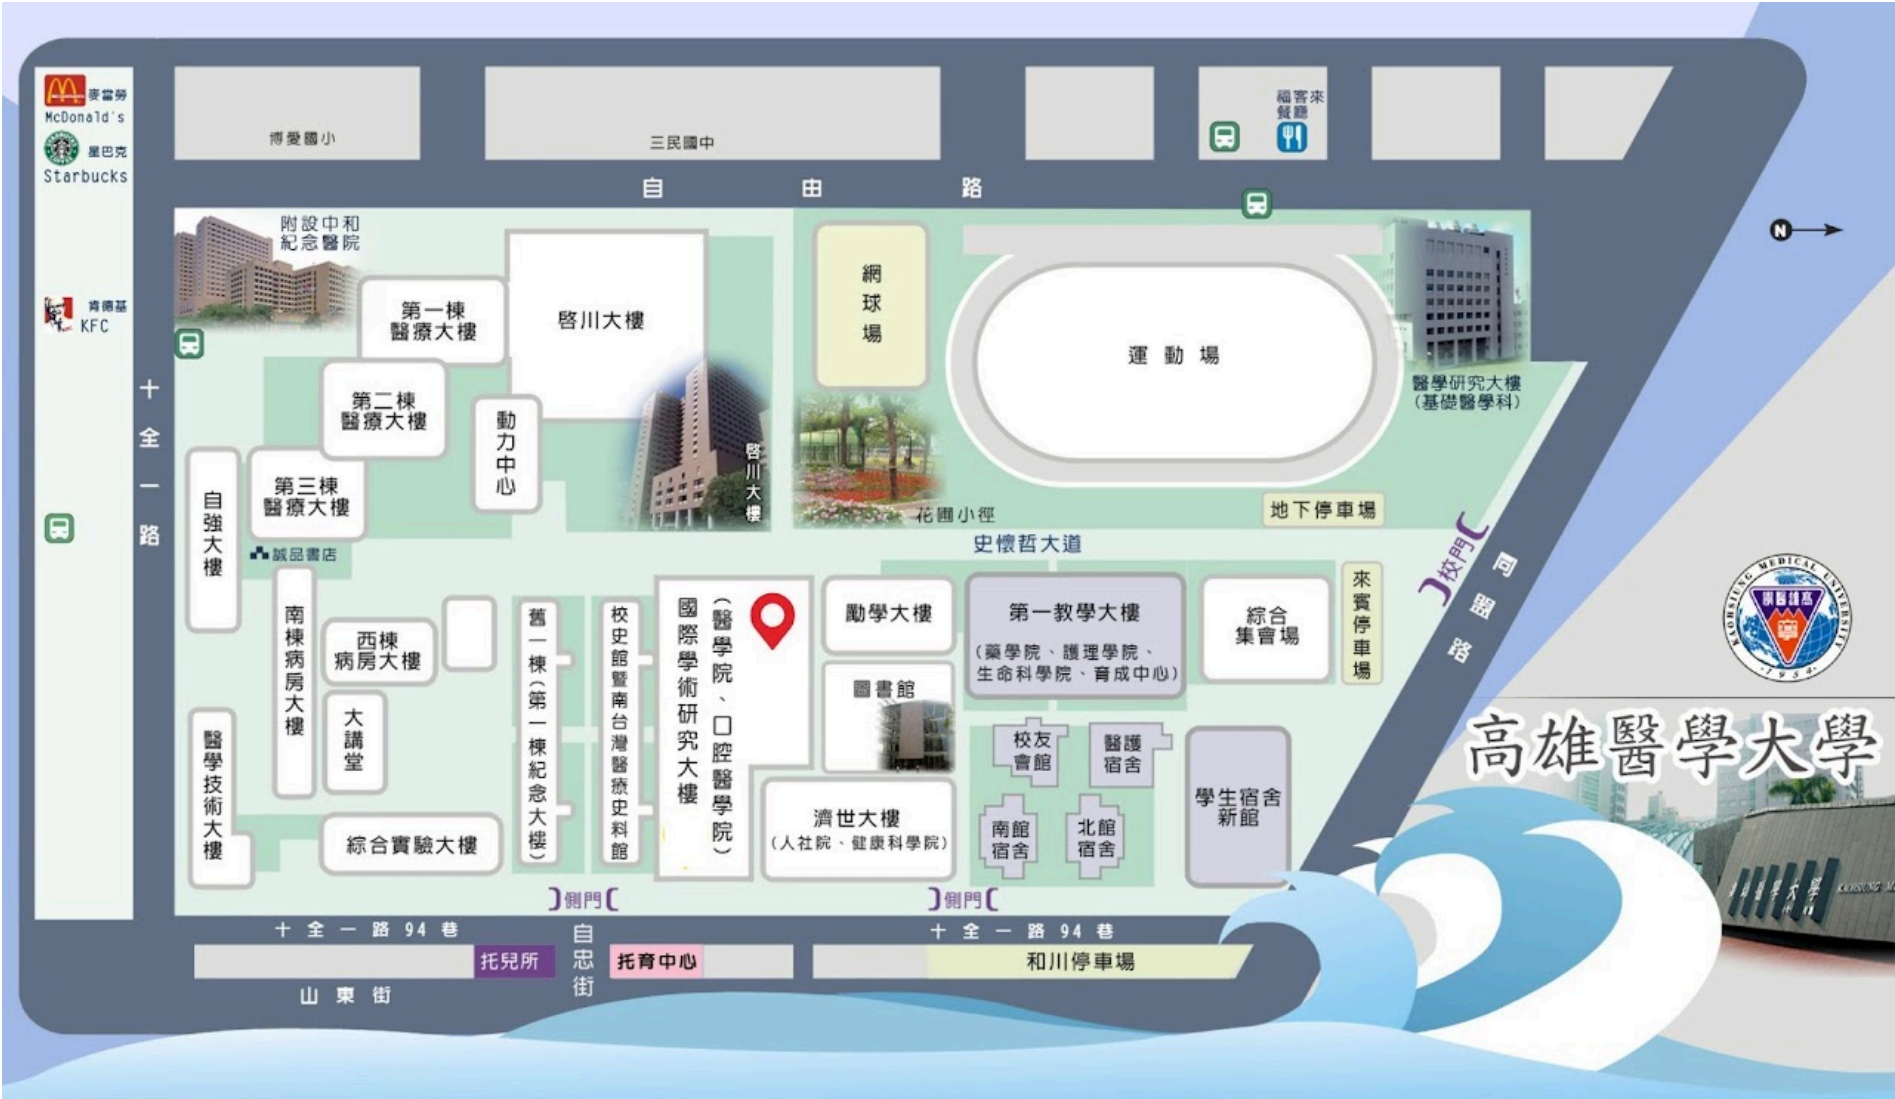 麥當勞
McDonald's
星巴克
Starbucks
肯德基
KFC
博愛國小
三民國中
福客來
餐廳
自由路
十全一路
N
附設中和
紀念醫院
第一棟
醫療大樓
啓川大樓
第二棟
醫療大樓
動力中心
啓川大樓
第三棟
醫療大樓
自強大樓
誠品書店
網球場
運動場
花圃小徑
醫學研究大樓
(基礎醫學科)
地下停車場
史懷哲大道
校門
同盟路
南棟病房大樓
西棟
病房大樓
大講堂
醫學技術大樓
綜合實驗大樓
舊一棟(第一棟紀念大樓)
校史館暨南台灣醫療史料館
國際學術研究大樓
(醫學院、口腔醫學院)
勵學大樓
圖書館
濟世大樓
(人社院、健康科學院)
第一教學大樓
(藥學院、護理學院、
生命科學院、育成中心)
綜合
集會場
來賓停車場
校友
會館
醫護
宿舍
南館
宿舍
北館
宿舍
學生宿舍
新館
側門
側門
十全一路94巷
十全一路94巷
托兒所
自忠街
托育中心
和川停車場
山東街
KAOHSIUNG MEDICAL UNIVERSITY
1954
高雄醫學大學